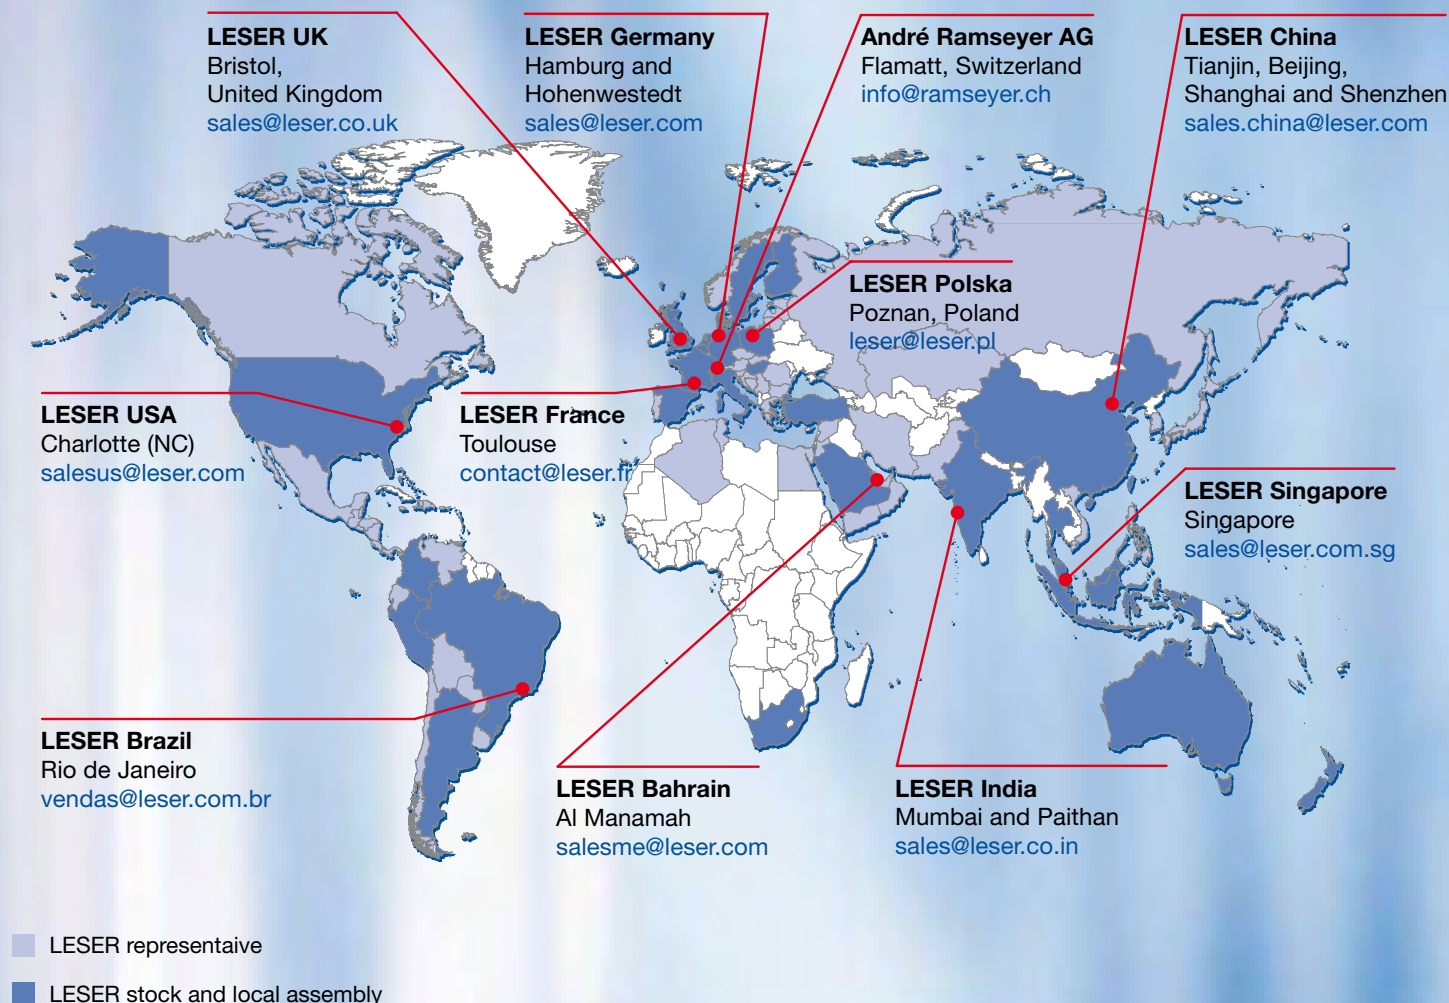 LESER UK
Bristol,
United Kingdom
sales@leser.co.uk
LESER Germany
Hamburg and
Hohenwestedt
sales@leser.com
André Ramseyer AG
Flamatt, Switzerland
info@ramseyer.ch
LESER China
Tianjin, Beijing,
Shanghai and Shenzhen
sales.china@leser.com
LESER Polska
Poznan, Poland
leser@leser.pl
LESER USA
Charlotte (NC)
salesus@leser.com
LESER France
Toulouse
contact@leser.fr
LESER Singapore
Singapore
sales@leser.com.sg
LESER Brazil
Rio de Janeiro
vendas@leser.com.br
LESER Bahrain
Al Manamah
salesme@leser.com
LESER India
Mumbai and Paithan
sales@leser.co.in
LESER representaive
LESER stock and local assembly